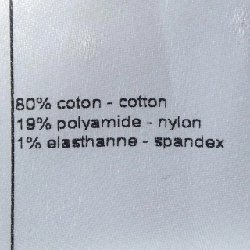 80% coton - cotton
19% polyamide - nylon
1% elasthanne - spandex